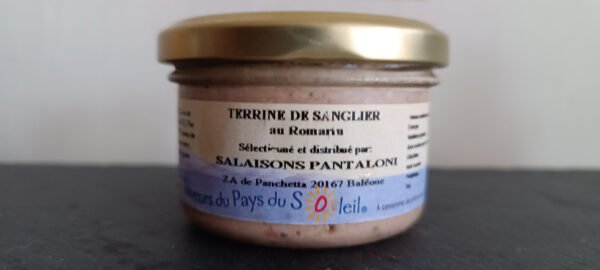 TERRINE DE SANGLIER
au Romarin
Sélectionné et distribué par:
SALAISONS PANTALONI
ZA de Panchetta 20167 Baléone
du Pays du Soleil®